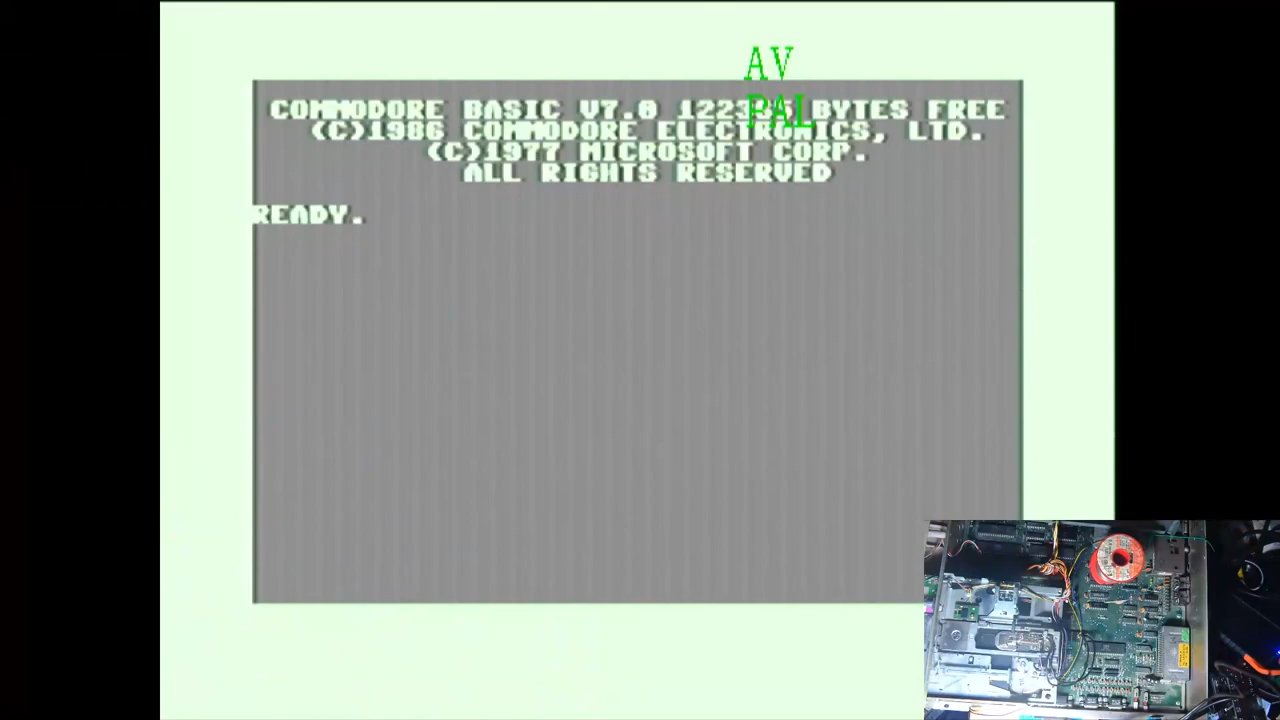 AV
PAL
COMMODORE BASIC V7.0 122365 BYTES FREE
(C)1986 COMMODORE ELECTRONICS, LTD.
(C)1977 MICROSOFT CORP.
ALL RIGHTS RESERVED
READY.